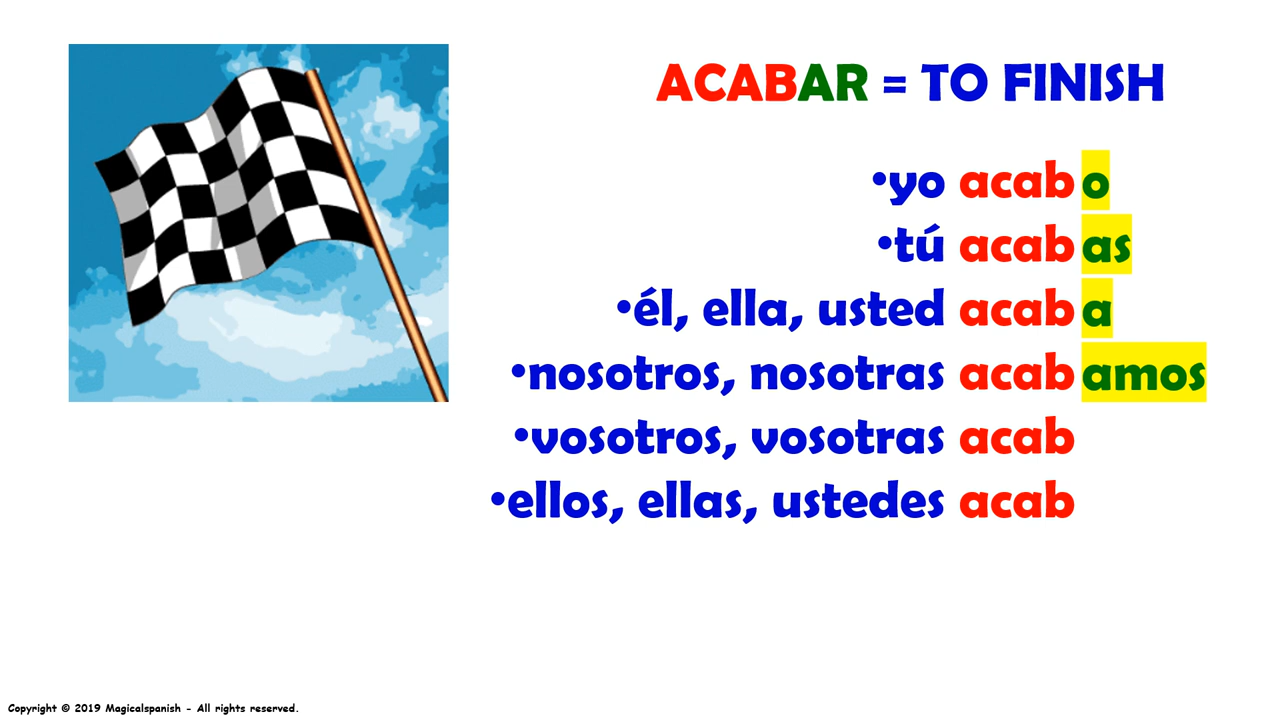 ACABAR = TO FINISH
•yo acabo
•tú acabas
•él, ella, usted acaba
•nosotros, nosotras acabamos
•vosotros, vosotras acab
•ellos, ellas, ustedes acab
Copyright © 2019 Magicalspanish - All rights reserved.